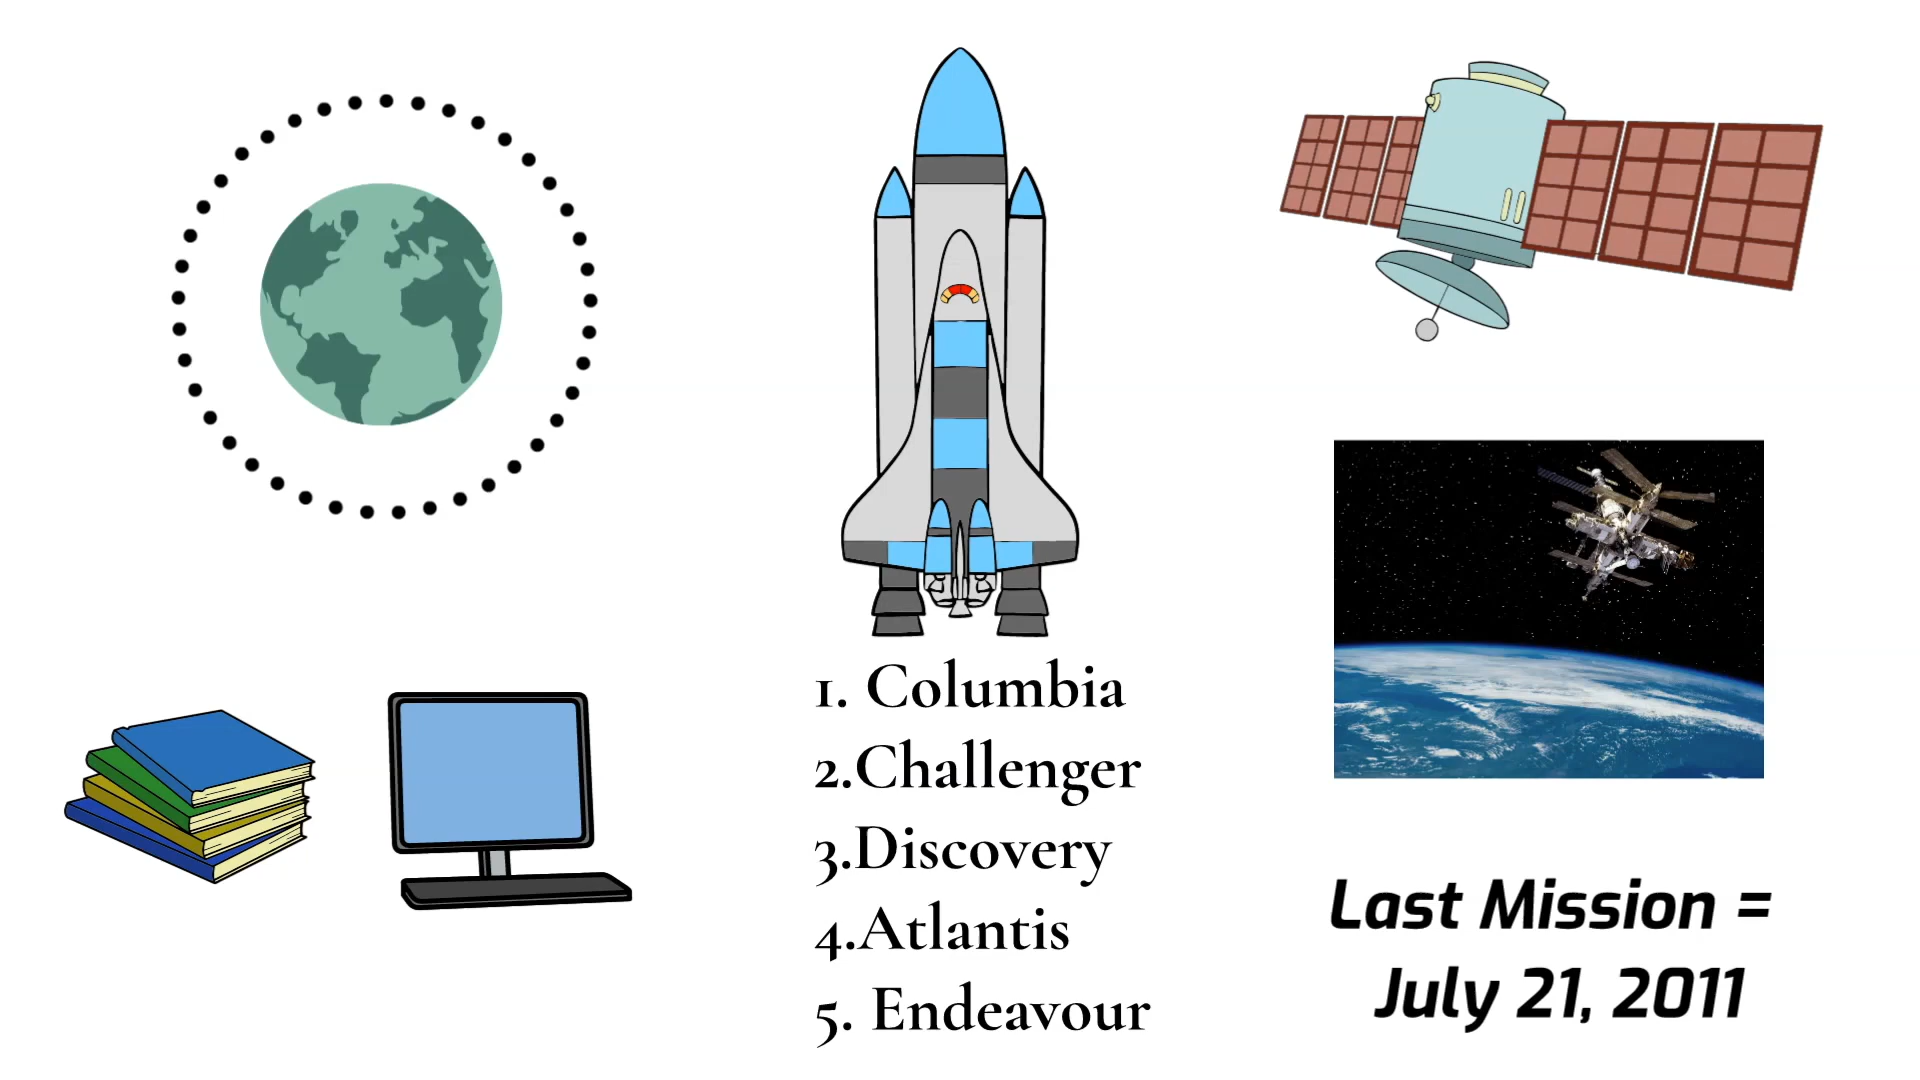 1. Columbia
2.Challenger
3.Discovery
4.Atlantis
5. Endeavour
Last Mission =
July 21, 2011